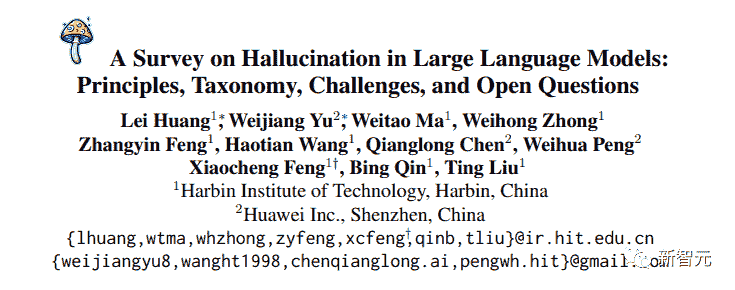 A Survey on Hallucination in Large Language Models:
Principles, Taxonomy, Challenges, and Open Questions
Lei Huang¹*, Weijiang Yu²*, Weitao Ma¹, Weihong Zhong¹
Zhangyin Feng¹, Haotian Wang¹, Qianglong Chen², Weihua Peng²
Xiaocheng Feng¹†, Bing Qin¹, Ting Liu¹
¹Harbin Institute of Technology, Harbin, China
²Huawei Inc., Shenzhen, China
{lhuang,wtma,whzhong,zyfeng,xcfeng†,qinb,tliu}@ir.hit.edu.cn
{weijiangyu8,wanght1998,chenqianglong.ai,pengwh.hit}@gmail.co
新智元